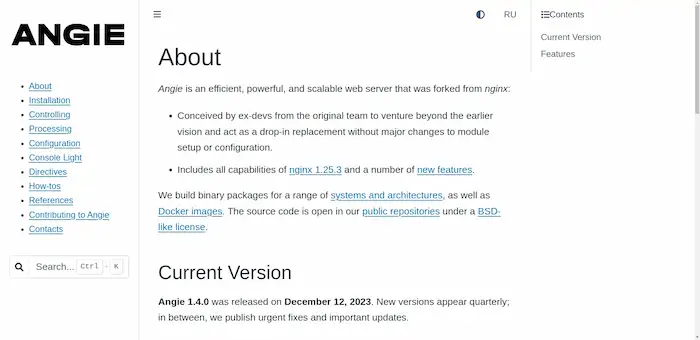 ANGIE
About
Installation
Controlling
Processing
Configuration
Console Light
Directives
How-tos
References
Contributing to Angie
Contacts
Search... Ctrl + K
RU
About
Angie is an efficient, powerful, and scalable web server that was forked from nginx:
Conceived by ex-devs from the original team to venture beyond the earlier
vision and act as a drop-in replacement without major changes to module
setup or configuration.
Includes all capabilities of nginx 1.25.3 and a number of new features.
We build binary packages for a range of systems and architectures, as well as
Docker images. The source code is open in our public repositories under a BSD-
like license.
Current Version
Angie 1.4.0 was released on December 12, 2023. New versions appear quarterly;
in between, we publish urgent fixes and important updates.
Contents
Current Version
Features